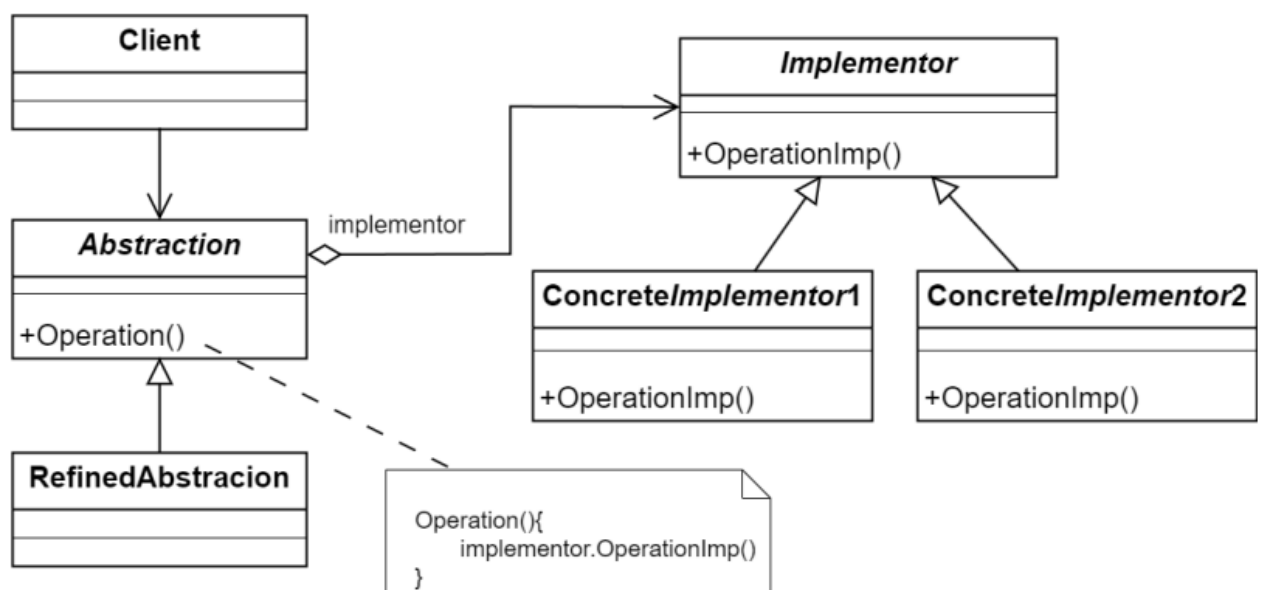 Client
Implementor
+OperationImp()
Abstraction
implementor
+Operation()
ConcreteImplementor1
+OperationImp()
ConcreteImplementor2
+OperationImp()
RefinedAbstracion
Operation(){
implementor.OperationImp()
}